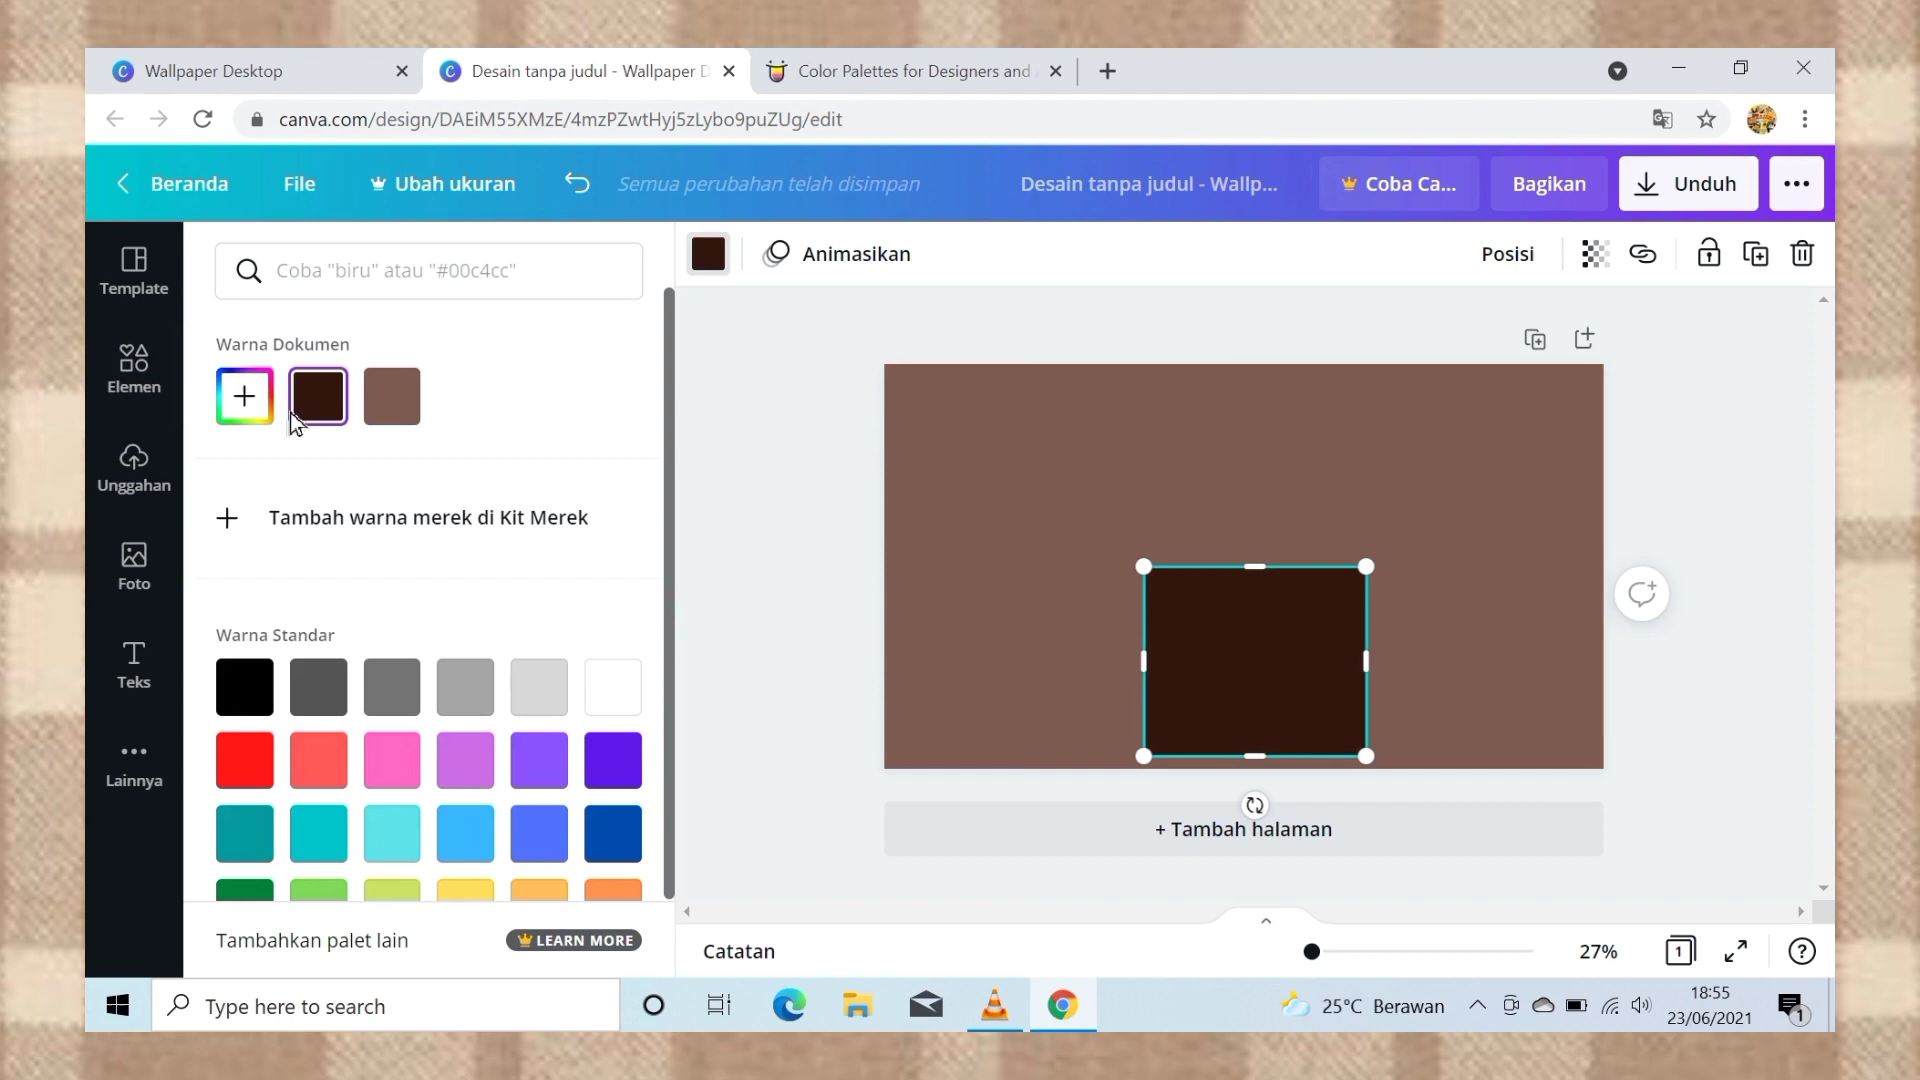 Wallpaper Desktop
Desain tanpa judul - Wallpaper D
Color Palettes for Designers and
canva.com/design/DAEiM55XMzE/4mzPZwtHyj5zLybo9puZUg/edit
Beranda
File
Ubah ukuran
Semua perubahan telah disimpan
Desain tanpa judul - Wallp...
Coba Ca...
Bagikan
Unduh
Template
Elemen
Unggahan
Foto
Teks
Lainnya
Coba "biru" atau "#00c4cc"
Warna Dokumen
Tambah warna merek di Kit Merek
Warna Standar
Tambahkan palet lain
LEARN MORE
Animasikan
Posisi
+ Tambah halaman
Catatan
27%
1
Type here to search
25°C Berawan
18:55
23/06/2021
1